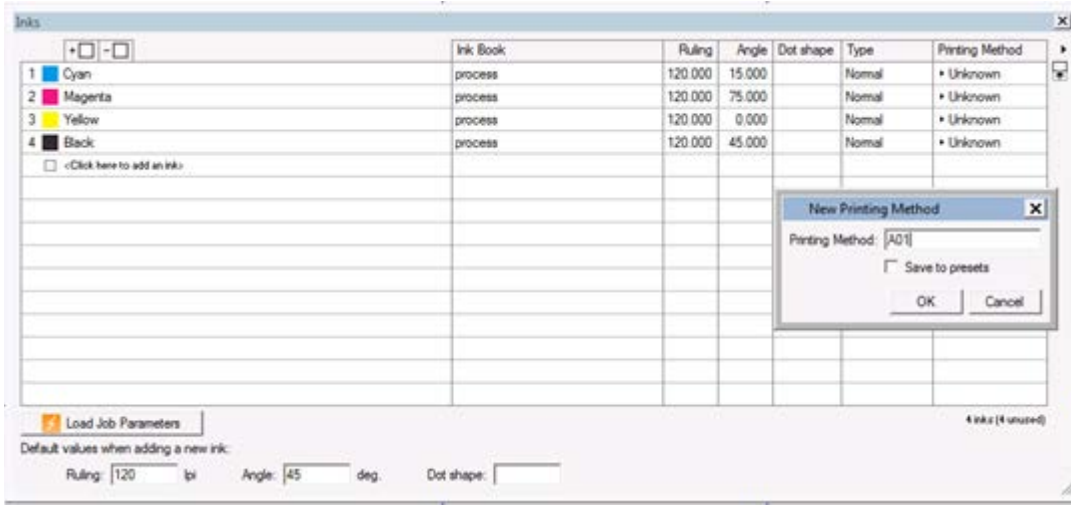 Inks
Ink Book Ruling Angle Dot shape Type Printing Method
1 Cyan process 120.000 15.000 Normal Unknown
2 Magenta process 120.000 75.000 Normal Unknown
3 Yellow process 120.000 0.000 Normal Unknown
4 Black process 120.000 45.000 Normal Unknown
<Click here to add an ink>
New Printing Method
Printing Method: A01
Save to presets
OK Cancel
Load Job Parameters
4 inks (4 unused)
Default values when adding a new ink:
Ruling: 120 lpi Angle: 45 deg. Dot shape: